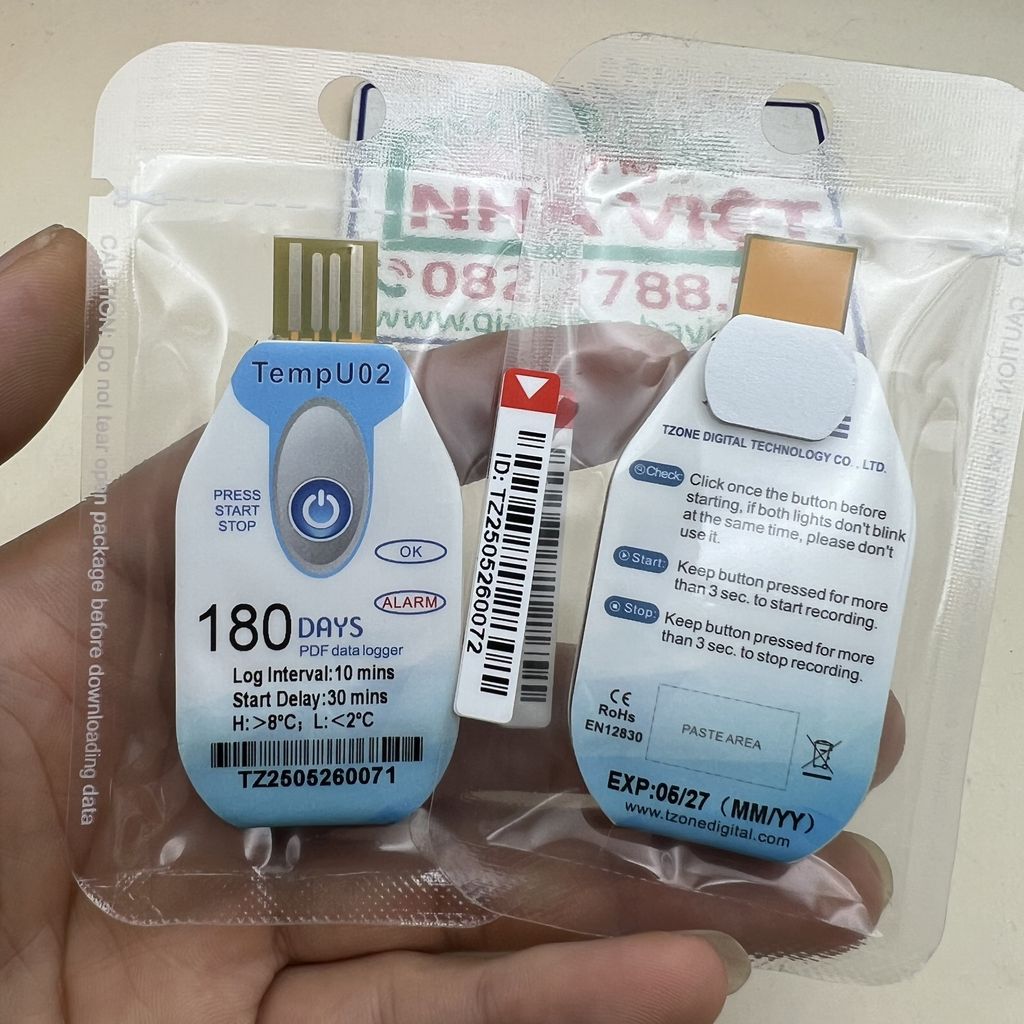 NHÀ VIỆT
082
7788.
CAUTION: Do not tear open package before downloading data
TempU02
PRESS
START
STOP
OK
ALARM
180 DAYS
PDF data logger
Log Interval:10 mins
Start Delay:30 mins
H:>8°C; L:<2°C
TZ2505260071
ID: TZ2505260072
TZONE DIGITAL TECHNOLOGY CO., LTD.
Check: Click once the button before
starting, if both lights don't blink
at the same time, please don't
use it.
Start: Keep button pressed for more
than 3 sec. to start recording.
Stop: Keep button pressed for more
than 3 sec. to stop recording.
CE
RoHs
EN12830
PASTE AREA
EXP:06/27 (MM/YY)
www.tzonedigital.com
CAUTION